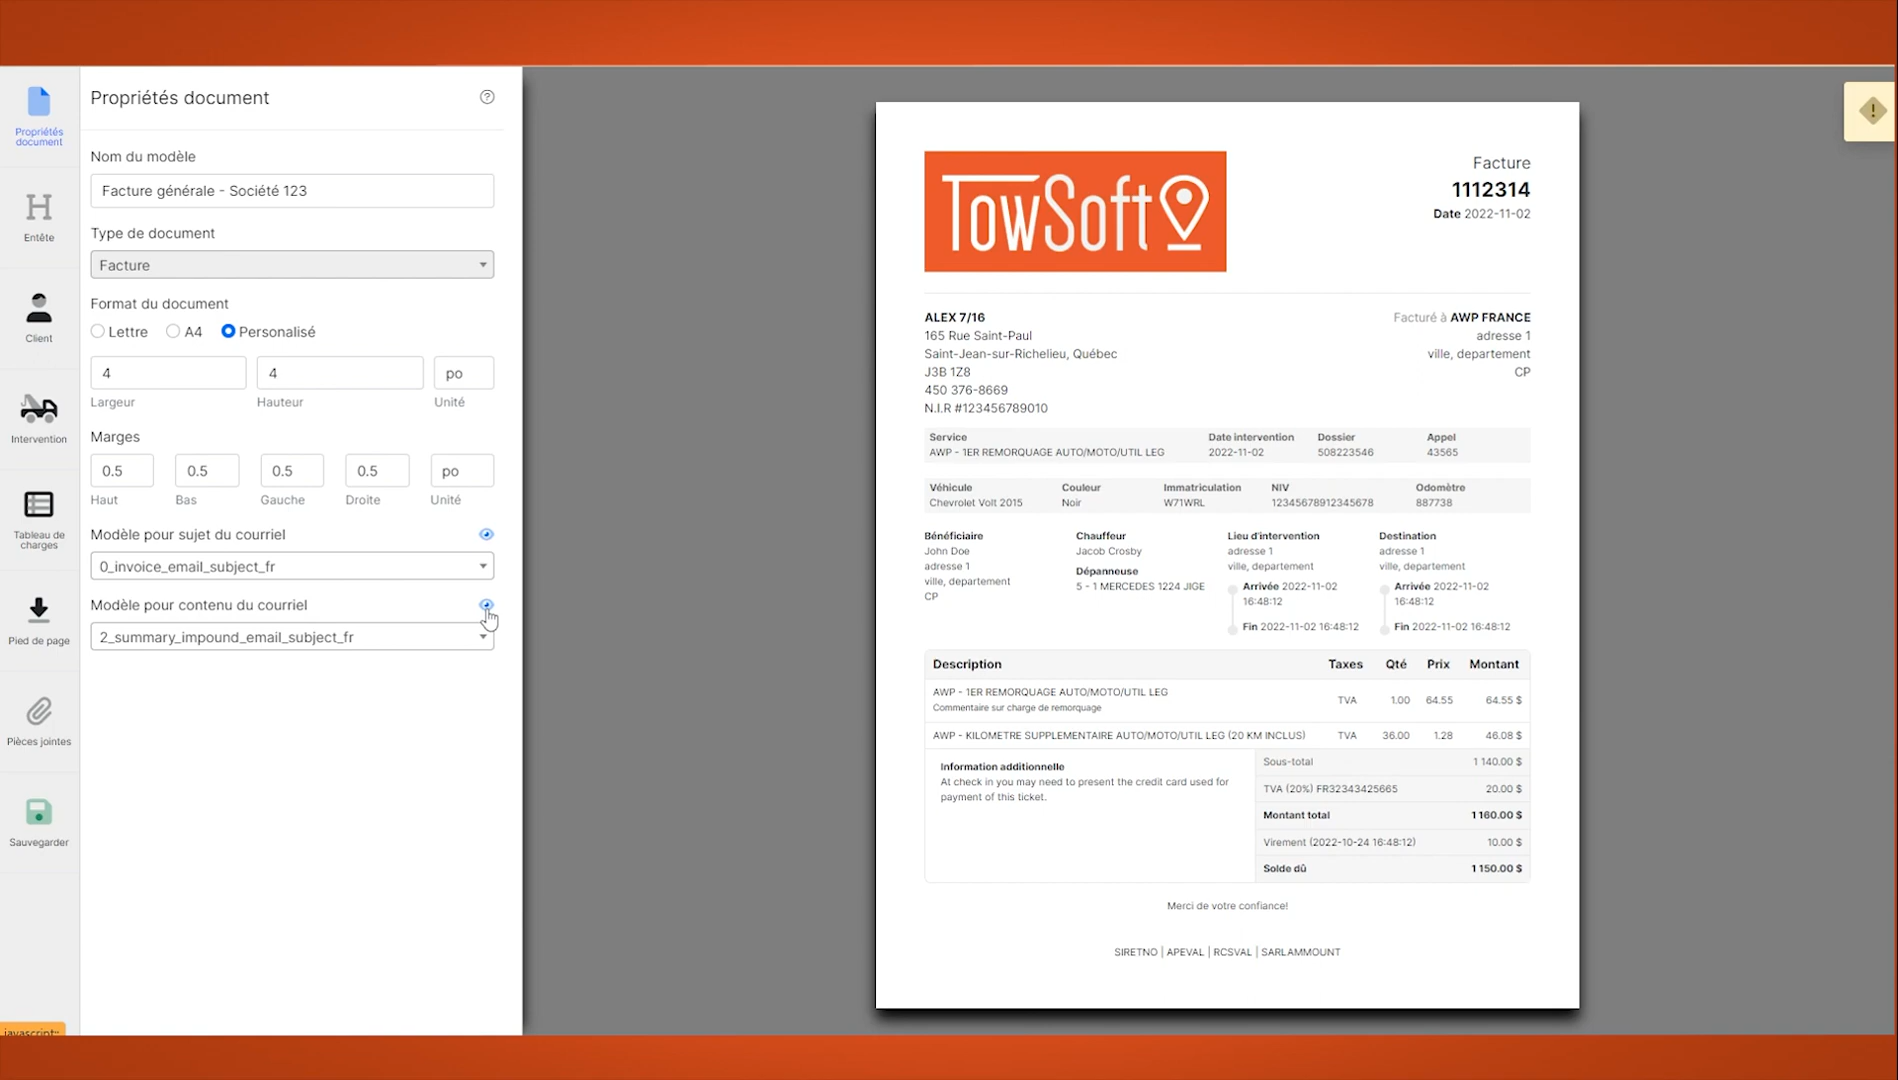 Propriétés
document
H
Entête
Client
Intervention
Tableau de
charges
Pied de page
Pièces jointes
Sauvegarder
Propriétés document
?
Nom du modèle
Facture générale - Société 123
Type de document
Facture
Format du document
Lettre A4 Personalisé
4 4 po
Largeur Hauteur Unité
Marges
0.5 0.5 0.5 0.5 po
Haut Bas Gauche Droite Unité
Modèle pour sujet du courriel
0_invoice_email_subject_fr
Modèle pour contenu du courriel
2_summary_impound_email_subject_fr
TowSoft
Facture
1112314
Date 2022-11-02
ALEX 7/16
165 Rue Saint-Paul
Saint-Jean-sur-Richelieu, Québec
J3B 1Z8
450 376-8669
N.I.R #123456789010
Facturé à AWP FRANCE
adresse 1
ville, departement
CP
Service Date intervention Dossier Appel
AWP - 1ER REMORQUAGE AUTO/MOTO/UTIL LEG 2022-11-02 508223546 43565
Véhicule Couleur Immatriculation NIV Odomètre
Chevrolet Volt 2015 Noir W71WRL 12345678912345678 887738
Bénéficiaire
John Doe
adresse 1
ville, departement
CP
Chauffeur
Jacob Crosby
Dépanneuse
5 - 1 MERCEDES 1224 JIGE
Lieu d'intervention
adresse 1
ville, departement
Arrivée 2022-11-02
16:48:12
Fin 2022-11-02 16:48:12
Destination
adresse 1
ville, departement
Arrivée 2022-11-02
16:48:12
Fin 2022-11-02 16:48:12
Description Taxes Qté Prix Montant
AWP - 1ER REMORQUAGE AUTO/MOTO/UTIL LEG TVA 1.00 64.55 64.55 $
Commentaire sur charge de remorquage
AWP - KILOMETRE SUPPLEMENTAIRE AUTO/MOTO/UTIL LEG (20 KM INCLUS) TVA 36.00 1.28 46.08 $
Information additionnelle
At check in you may need to present the credit card used for
payment of this ticket.
Sous-total 1 140.00 $
TVA (20%) FR32343425665 20.00 $
Montant total 1 160.00 $
Virement (2022-10-24 16:48:12) 10.00 $
Solde dû 1 150.00 $
Merci de votre confiance!
SIRETNO | APEVAL | RCSVAL | SARLAMMOUNT
!
javascript:;